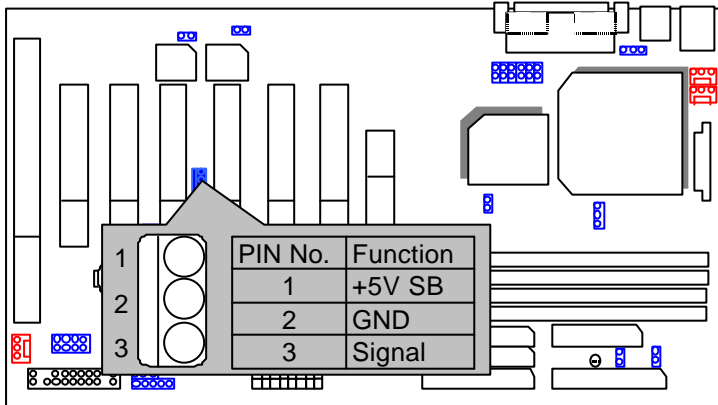 PIN No. Function
1 1 +5V SB
2 2 GND
3 3 Signal